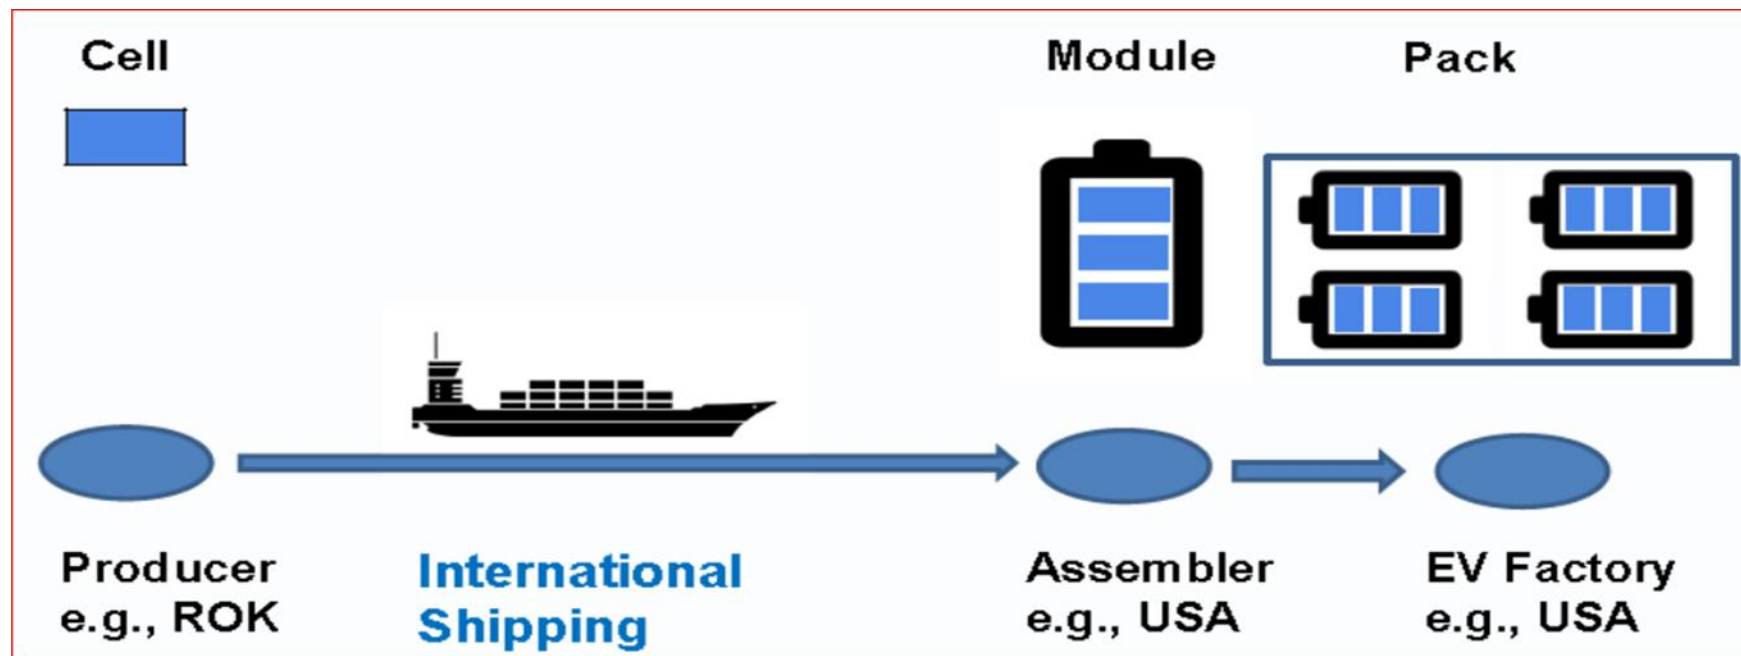 Cell
Module
Pack
Producer
e.g., ROK
International
Shipping
Assembler
e.g., USA
EV Factory
e.g., USA